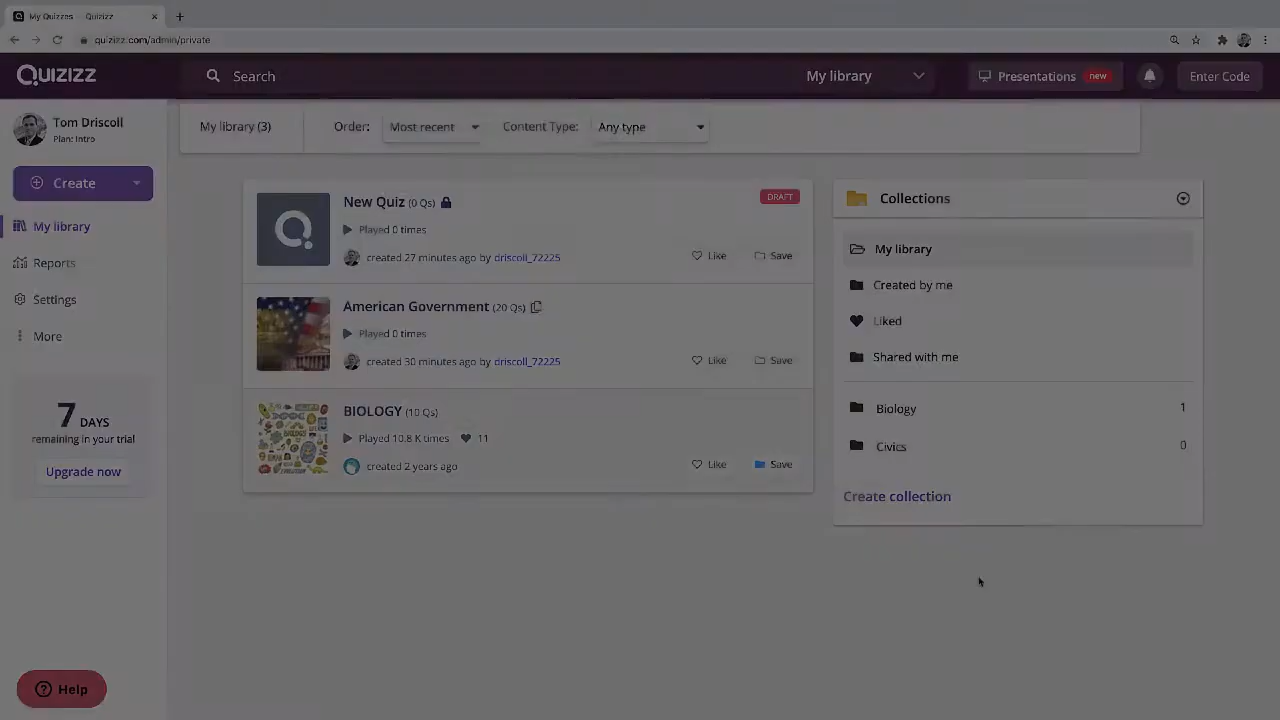 My Quizzes — Quizizz
quizizz.com/admin/private
QUIZIZZ
Search
My library
Presentations
new
Enter Code
Tom Driscoll
Plan: Intro
Create
My library
Reports
Settings
More
7 DAYS
remaining in your trial
Upgrade now
Help
My library (3)
Order:
Most recent
Content Type:
Any type
New Quiz (0 Qs)
DRAFT
Played 0 times
created 27 minutes ago by driscoll_72225
Like
Save
American Government (20 Qs)
Played 0 times
created 30 minutes ago by driscoll_72225
Like
Save
BIOLOGY (10 Qs)
Played 10.8 K times
11
created 2 years ago
Like
Save
Collections
My library
Created by me
Liked
Shared with me
Biology 1
Civics 0
Create collection